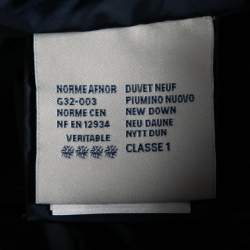 NORME AFNOR
G32-003
NORME CEN
NF EN 12934
VERITABLE
DUVET NEUF
PIUMINO NUOVO
NEW DOWN
NEU DAUNE
NYTT DUN
CLASSE 1